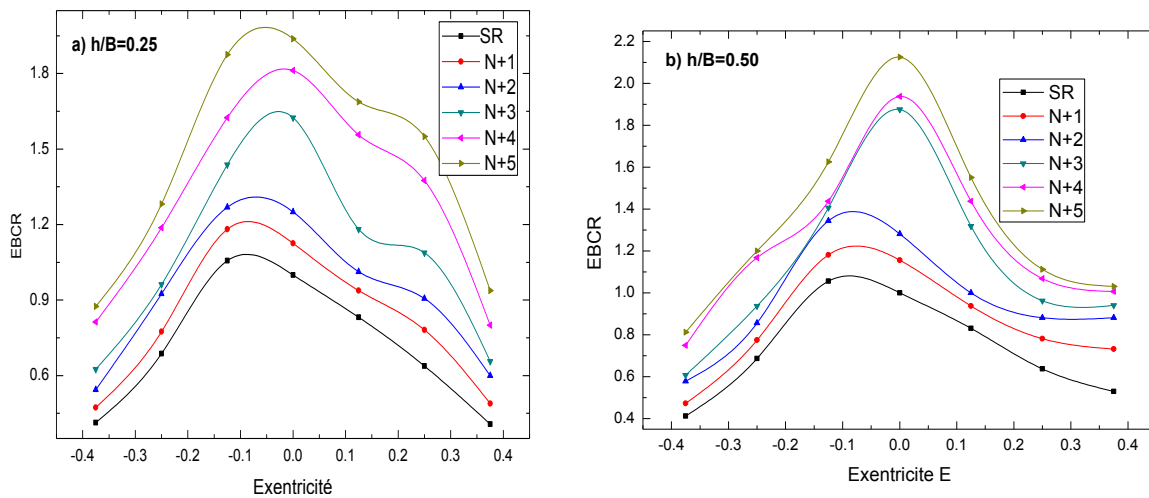 a) h/B=0.25
SR
N+1
N+2
N+3
N+4
N+5
EBCR
1.8
1.5
1.2
0.9
0.6
-0.4 -0.3 -0.2 -0.1 0.0 0.1 0.2 0.3 0.4
Exentricité
b) h/B=0.50
SR
N+1
N+2
N+3
N+4
N+5
EBCR
2.2
2.0
1.8
1.6
1.4
1.2
1.0
0.8
0.6
0.4
-0.4 -0.3 -0.2 -0.1 0.0 0.1 0.2 0.3 0.4
Exentricite E